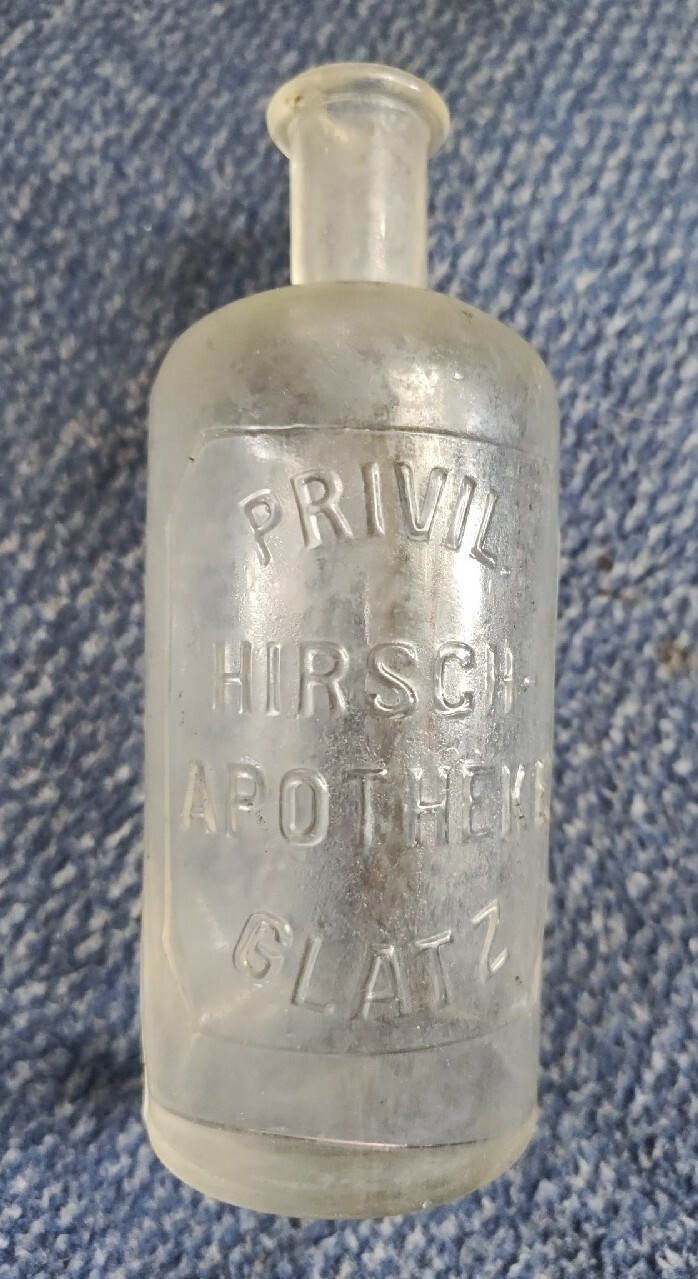 PRIVIL.
HIRSCH-
APOTHEKE
GLATZ